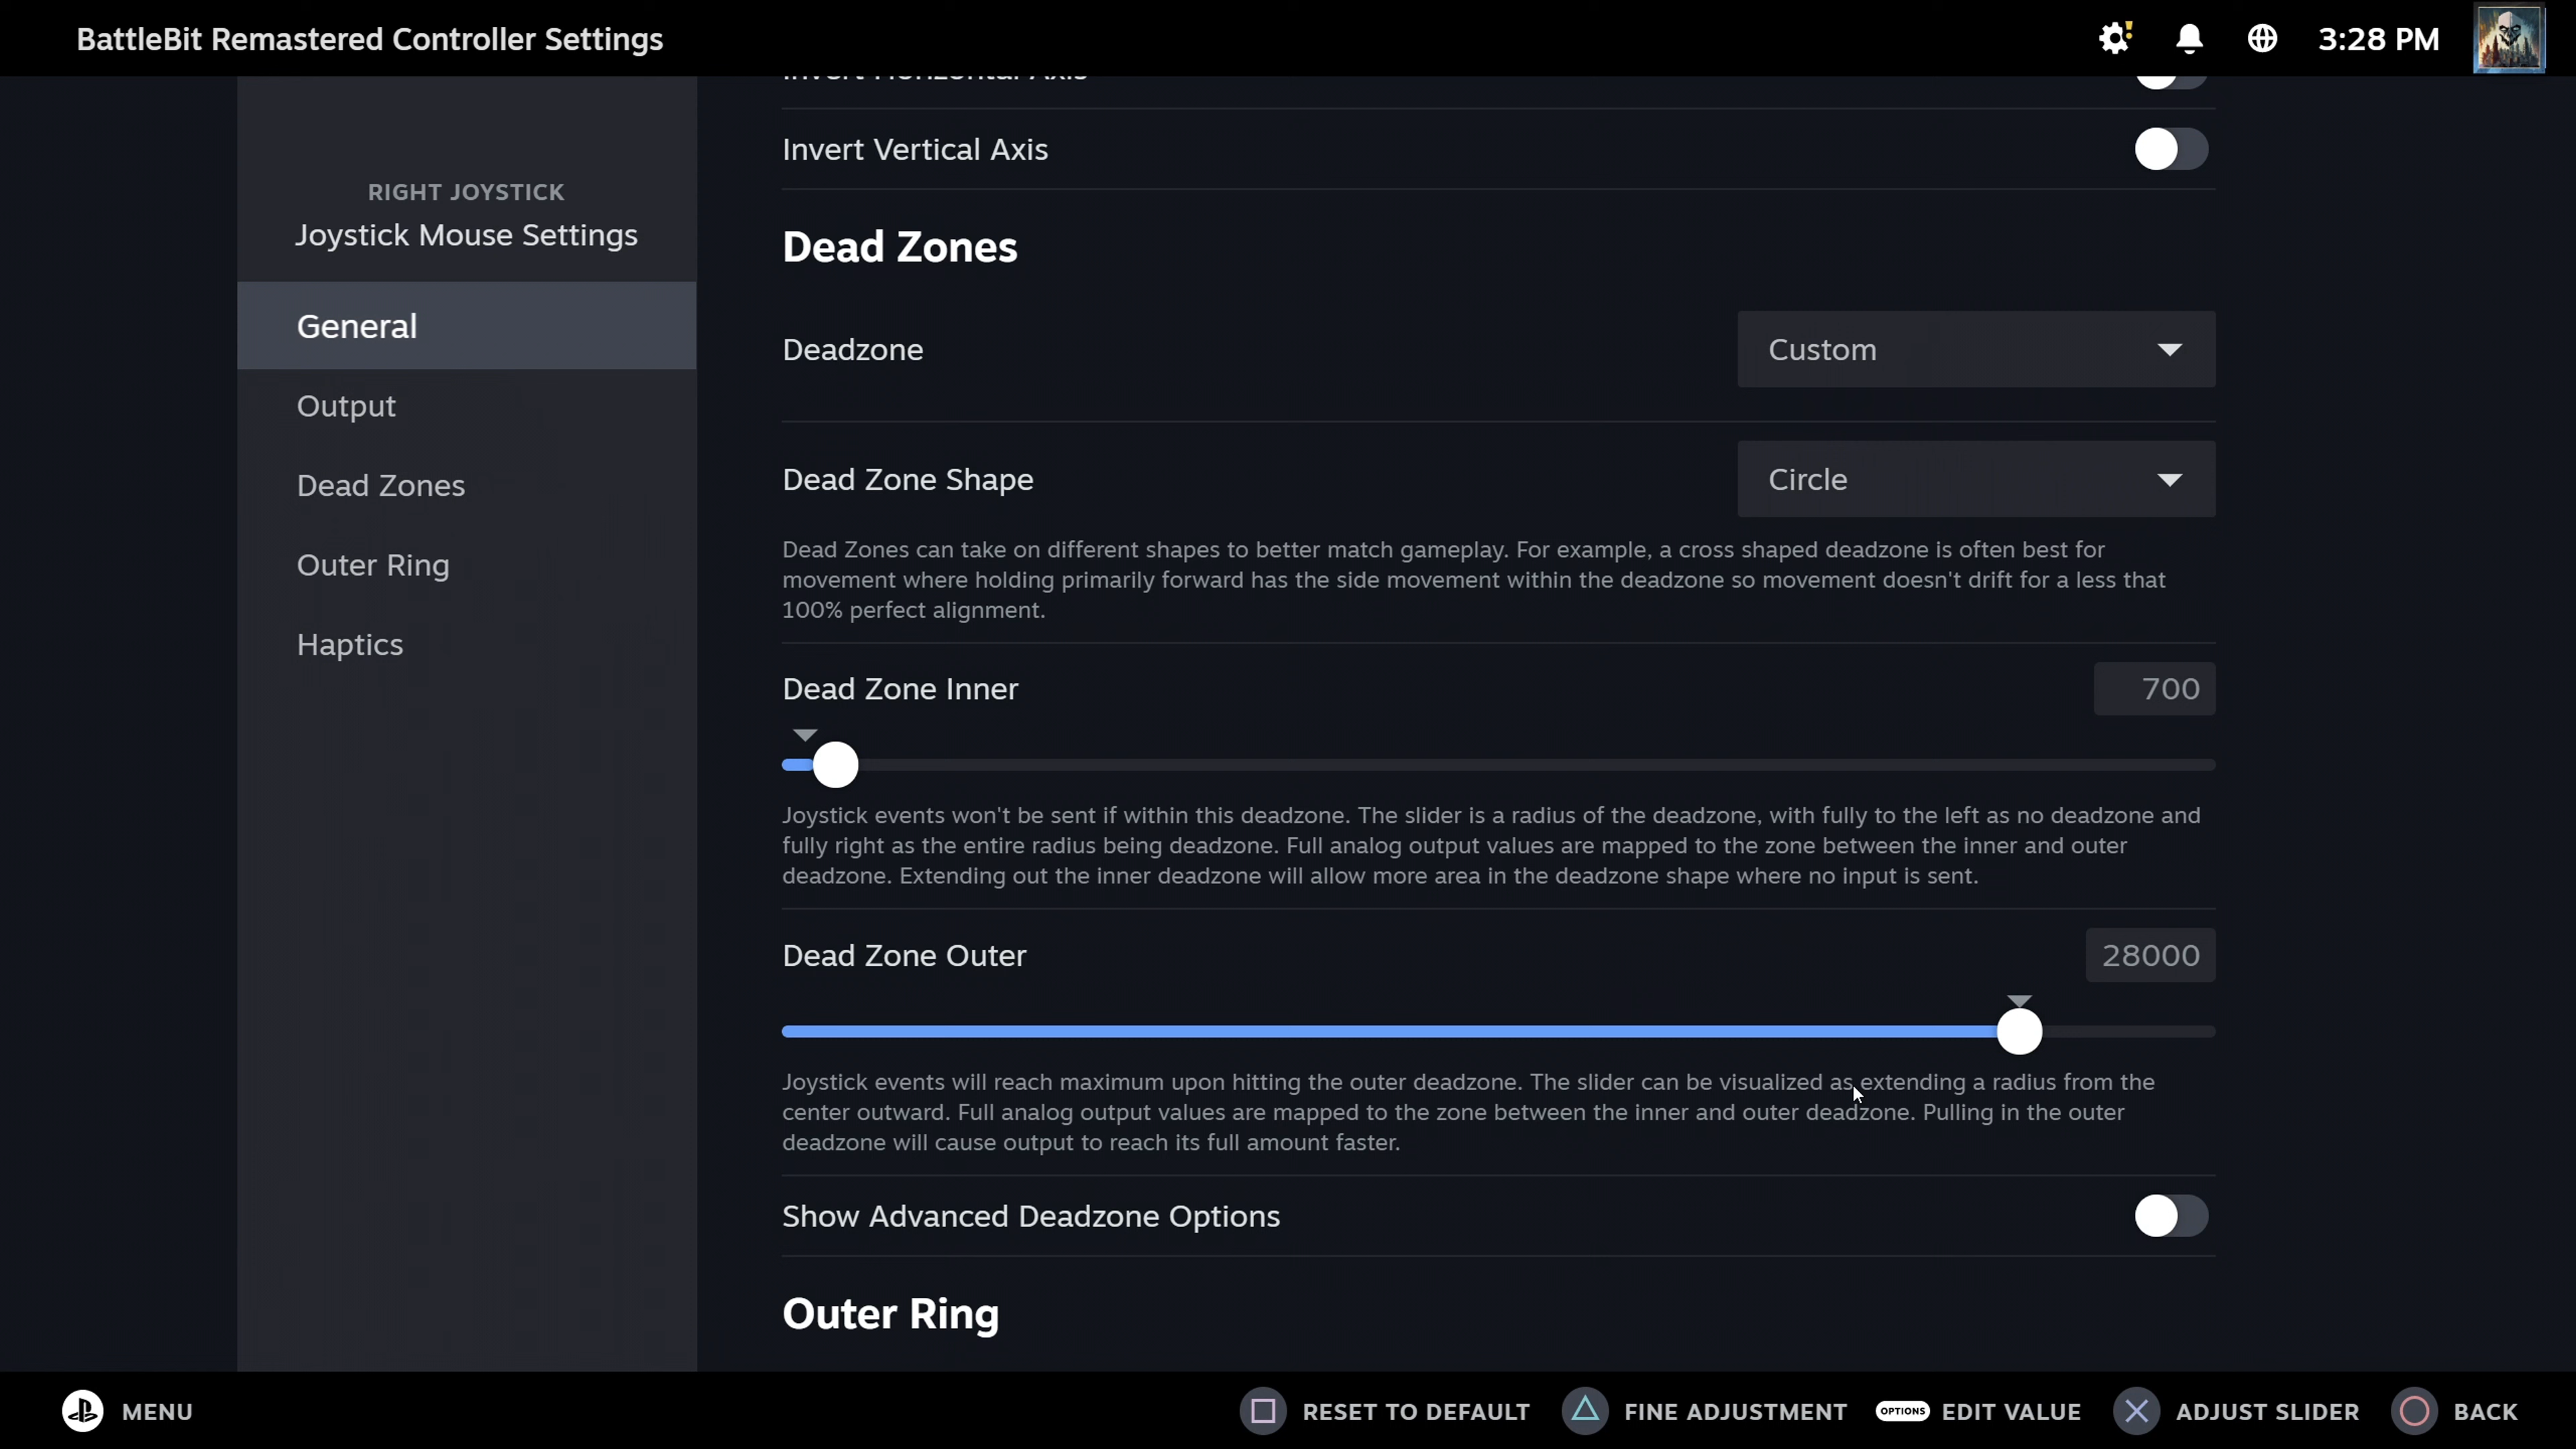 BattleBit Remastered Controller Settings
3:28 PM
RIGHT JOYSTICK
Joystick Mouse Settings
General
Output
Dead Zones
Outer Ring
Haptics
Invert Horizontal Axis
Invert Vertical Axis
Dead Zones
Deadzone
Custom
Dead Zone Shape
Circle
Dead Zones can take on different shapes to better match gameplay. For example, a cross shaped deadzone is often best for
movement where holding primarily forward has the side movement within the deadzone so movement doesn't drift for a less that
100% perfect alignment.
Dead Zone Inner
700
Joystick events won't be sent if within this deadzone. The slider is a radius of the deadzone, with fully to the left as no deadzone and
fully right as the entire radius being deadzone. Full analog output values are mapped to the zone between the inner and outer
deadzone. Extending out the inner deadzone will allow more area in the deadzone shape where no input is sent.
Dead Zone Outer
28000
Joystick events will reach maximum upon hitting the outer deadzone. The slider can be visualized as extending a radius from the
center outward. Full analog output values are mapped to the zone between the inner and outer deadzone. Pulling in the outer
deadzone will cause output to reach its full amount faster.
Show Advanced Deadzone Options
Outer Ring
MENU
RESET TO DEFAULT
FINE ADJUSTMENT
OPTIONS
EDIT VALUE
ADJUST SLIDER
BACK